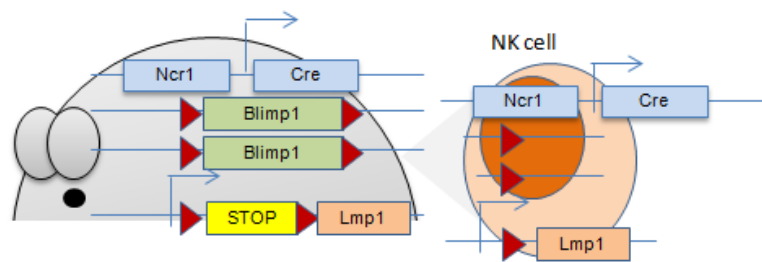 NK cell
Ncr1 Cre
Blimp1
Blimp1
STOP Lmp1
Ncr1 Cre
Lmp1